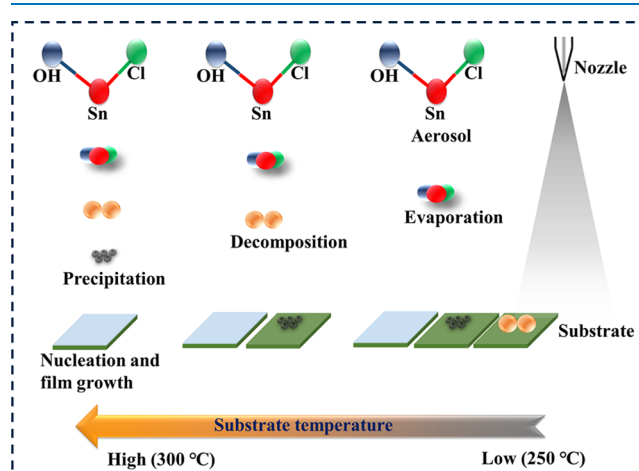 OH Cl
Sn
OH Cl
Sn
OH Cl
Sn
Aerosol
Nozzle
Evaporation
Decomposition
Precipitation
Substrate
Nucleation and
film growth
Substrate temperature
High (300 °C) Low (250 °C)